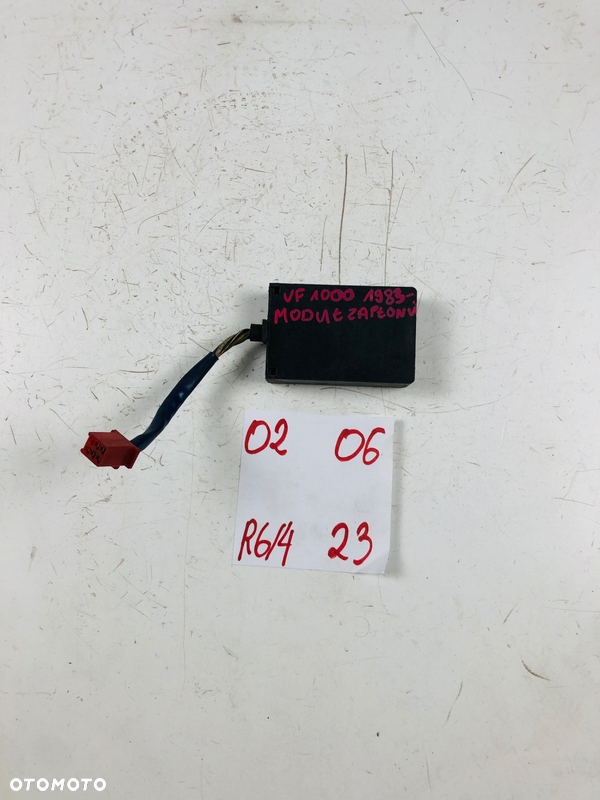 VF 1000 1983-
MODUŁ ZAPŁONU
02 06
R6/4 23
OTOMOTO